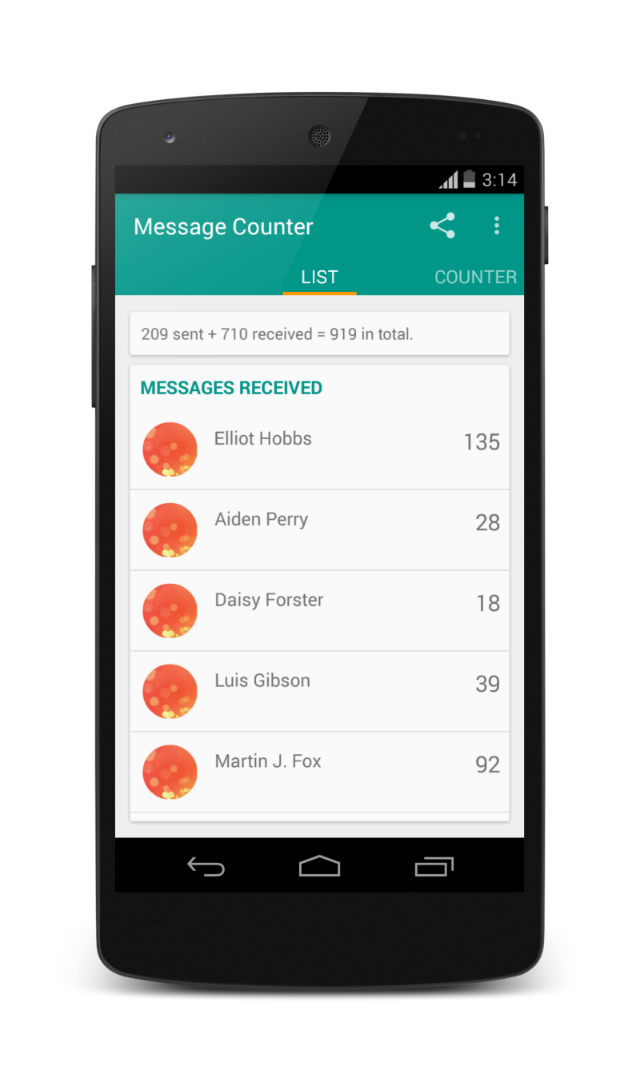 3:14
Message Counter
LIST
COUNTER
209 sent + 710 received = 919 in total.
MESSAGES RECEIVED
Elliot Hobbs 135
Aiden Perry 28
Daisy Forster 18
Luis Gibson 39
Martin J. Fox 92